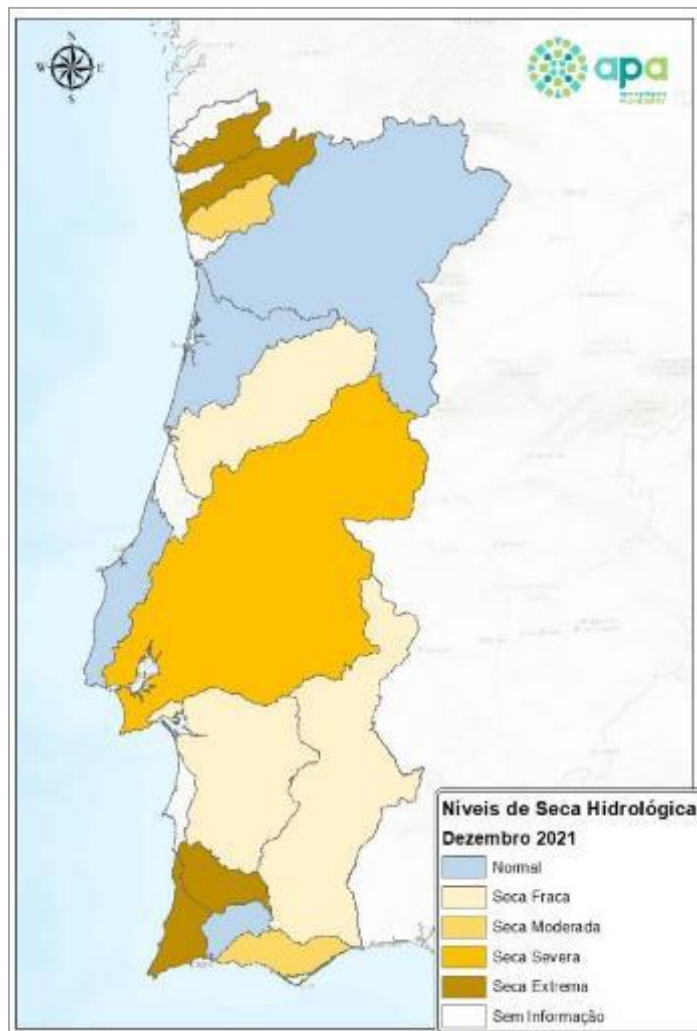 N
W
E
S
apa
Níveis de Seca Hidrológica
Dezembro 2021
Normal
Seca Fraca
Seca Moderada
Seca Severa
Seca Extrema
Sem Informação